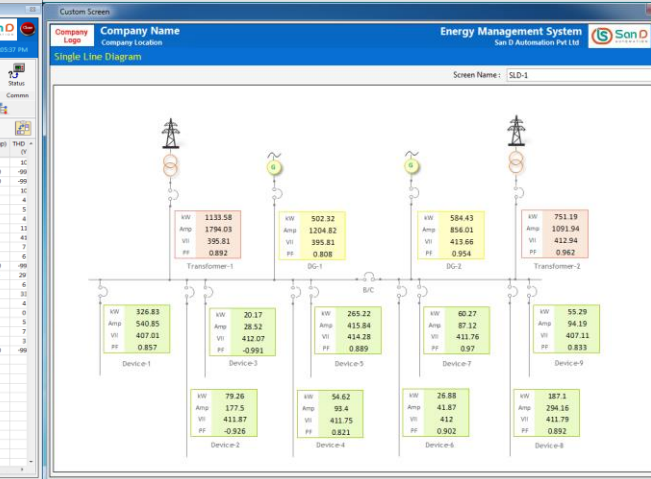 Custom Screen
Company Logo
Company Name
Company Location
Energy Management System
San D Automation Pvt Ltd
San D
Single Line Diagram
Screen Name : SLD-1
05:37 PM
Status
Common
THD
G
G
kW 1133.58
Amp 1794.03
Vll 395.81
PF 0.892
Transformer-1
kW 502.32
Amp 1204.82
Vll 395.81
PF 0.808
DG-1
kW 584.43
Amp 856.01
Vll 413.66
PF 0.954
DG-2
kW 751.19
Amp 1091.94
Vll 412.94
PF 0.962
Transformer-2
B/C
kW 326.83
Amp 540.85
Vll 407.01
PF 0.857
Device-1
kW 20.17
Amp 28.52
Vll 412.07
PF -0.991
Device-3
kW 265.22
Amp 415.84
Vll 414.28
PF 0.889
Device-5
kW 60.27
Amp 87.12
Vll 411.76
PF 0.97
Device-7
kW 55.29
Amp 94.19
Vll 407.11
PF 0.833
Device-9
kW 79.26
Amp 177.5
Vll 411.87
PF -0.926
Device-2
kW 54.62
Amp 93.4
Vll 411.75
PF 0.821
Device-4
kW 26.88
Amp 41.87
Vll 412
PF 0.902
Device-6
kW 187.1
Amp 294.16
Vll 411.79
PF 0.892
Device-8